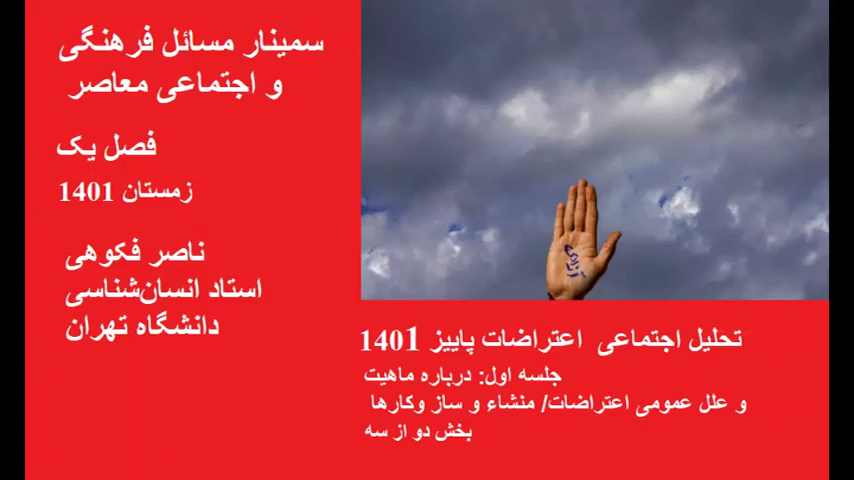 سمینار مسائل فرهنگی
و اجتماعی معاصر
فصل یک
زمستان 1401
ناصر فکوهی
استاد انسان‌شناسی
دانشگاه تهران
آزادی
تحلیل اجتماعی اعتراضات پاییز 1401
جلسه اول: درباره ماهیت
و علل عمومی اعتراضات/ منشاء و ساز وکارها
بخش دو از سه